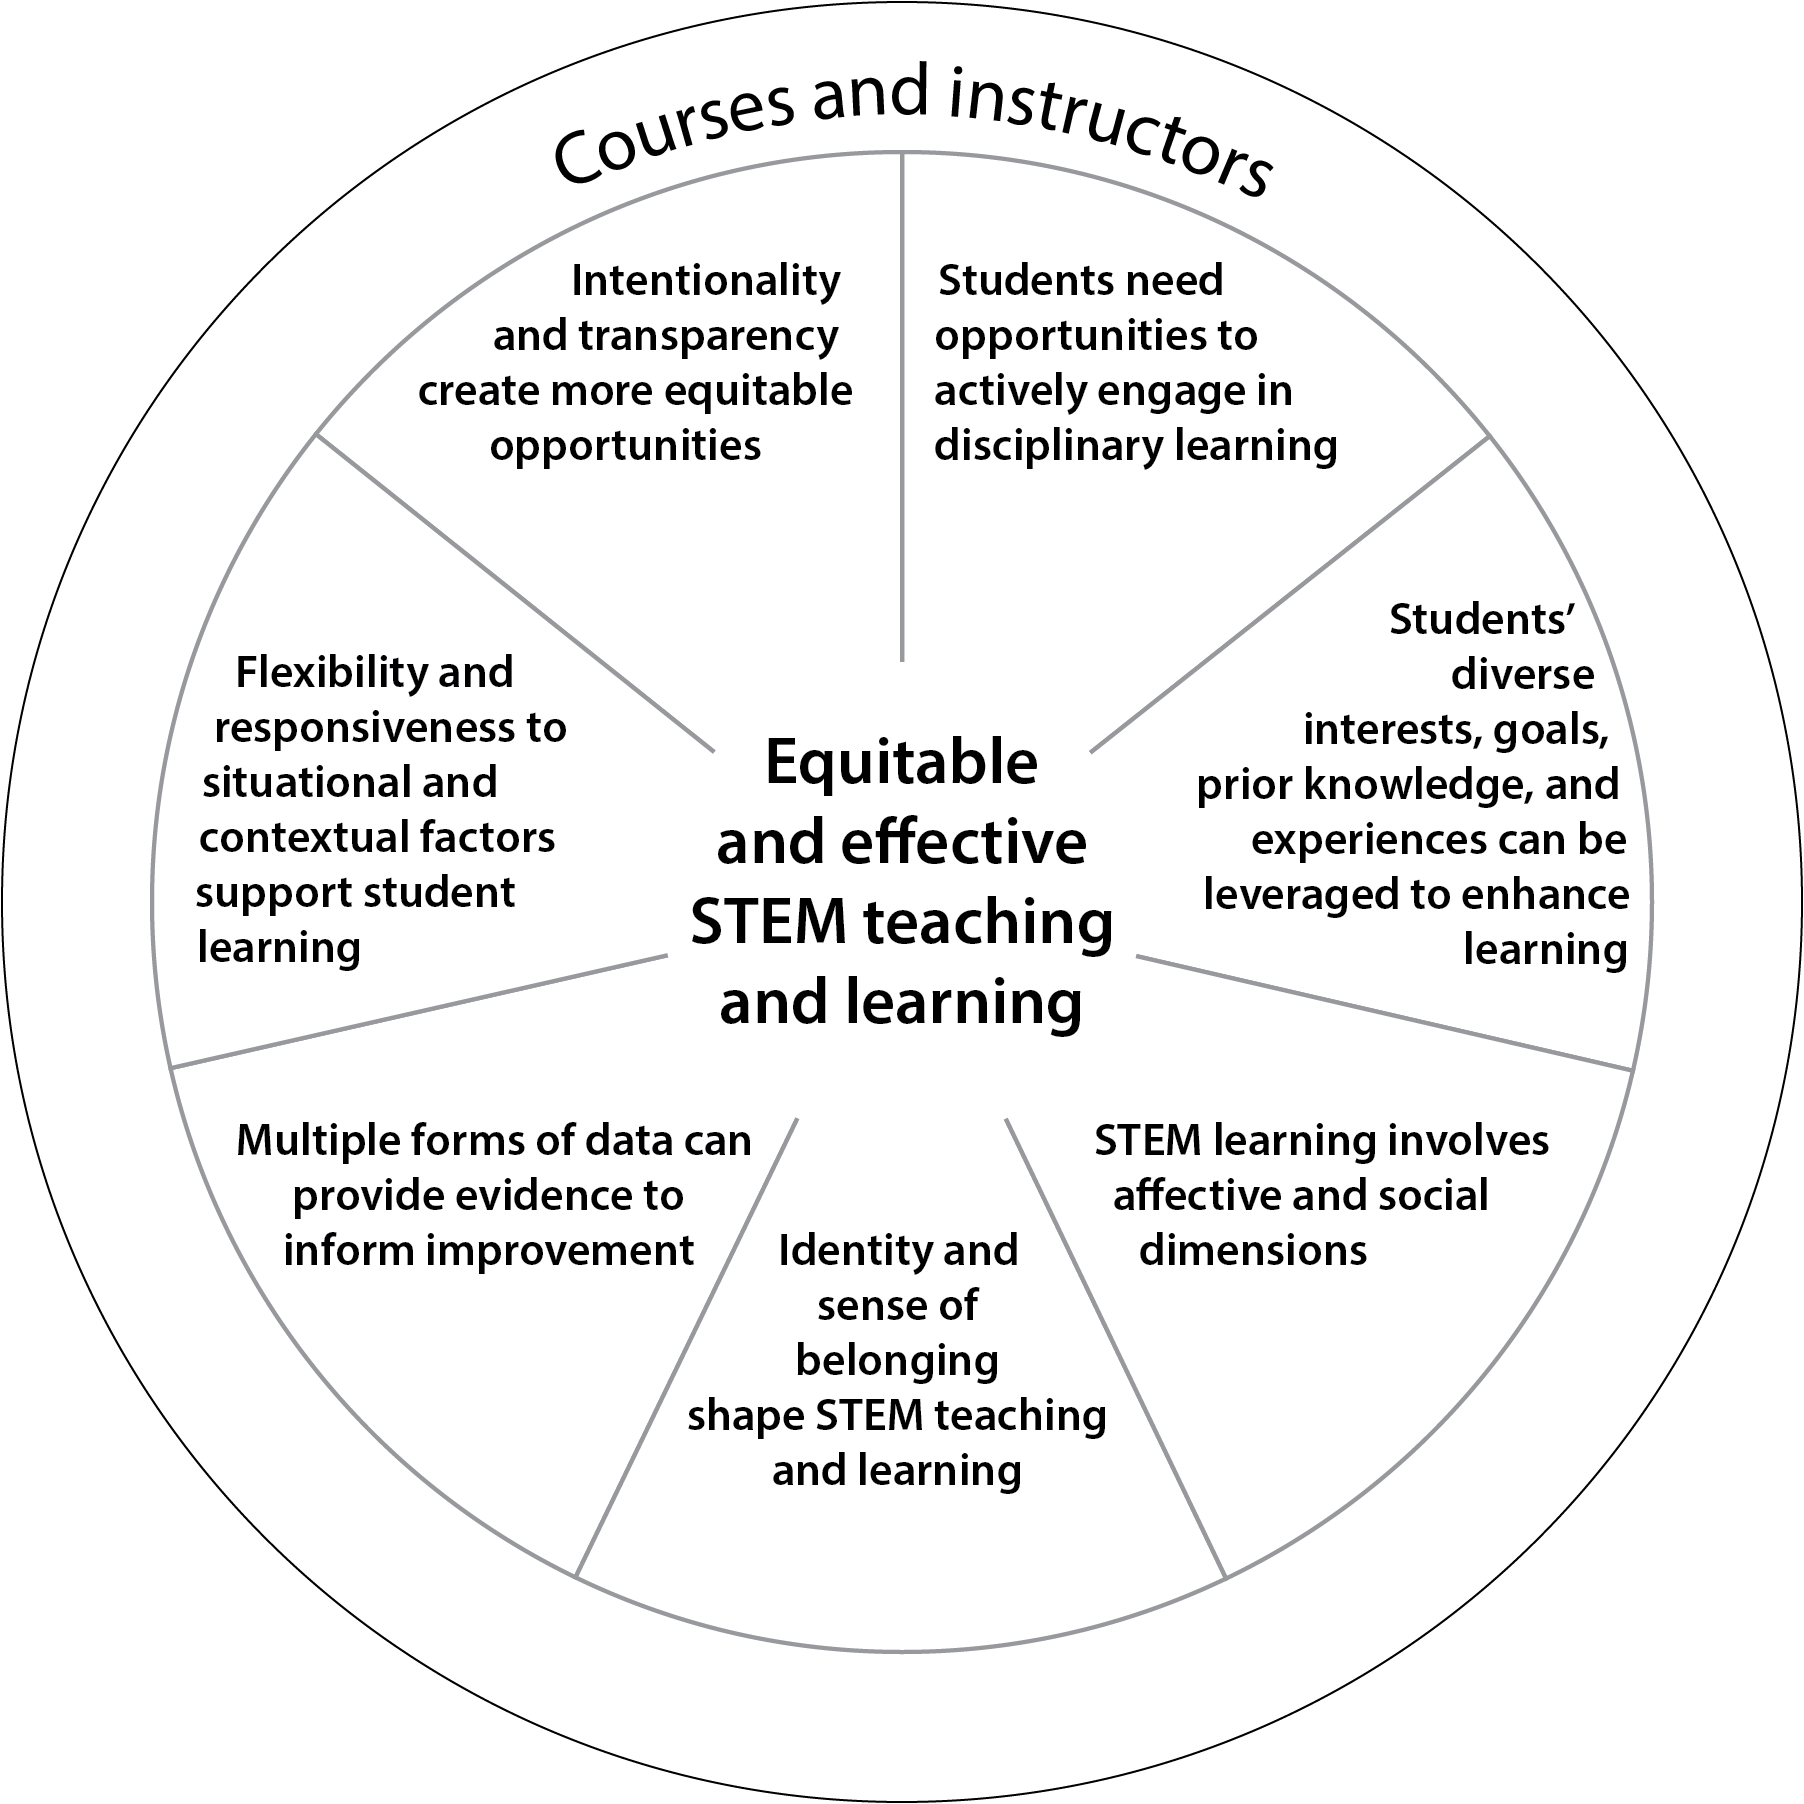 Courses and instructors
Intentionality
and transparency
create more equitable
opportunities
Students need
opportunities to
actively engage in
disciplinary learning
Students’
diverse
interests, goals,
prior knowledge, and
experiences can be
leveraged to enhance
learning
STEM learning involves
affective and social
dimensions
Identity and
sense of
belonging
shape STEM teaching
and learning
Multiple forms of data can
provide evidence to
inform improvement
Flexibility and
responsiveness to
situational and
contextual factors
support student
learning
Equitable
and effective
STEM teaching
and learning